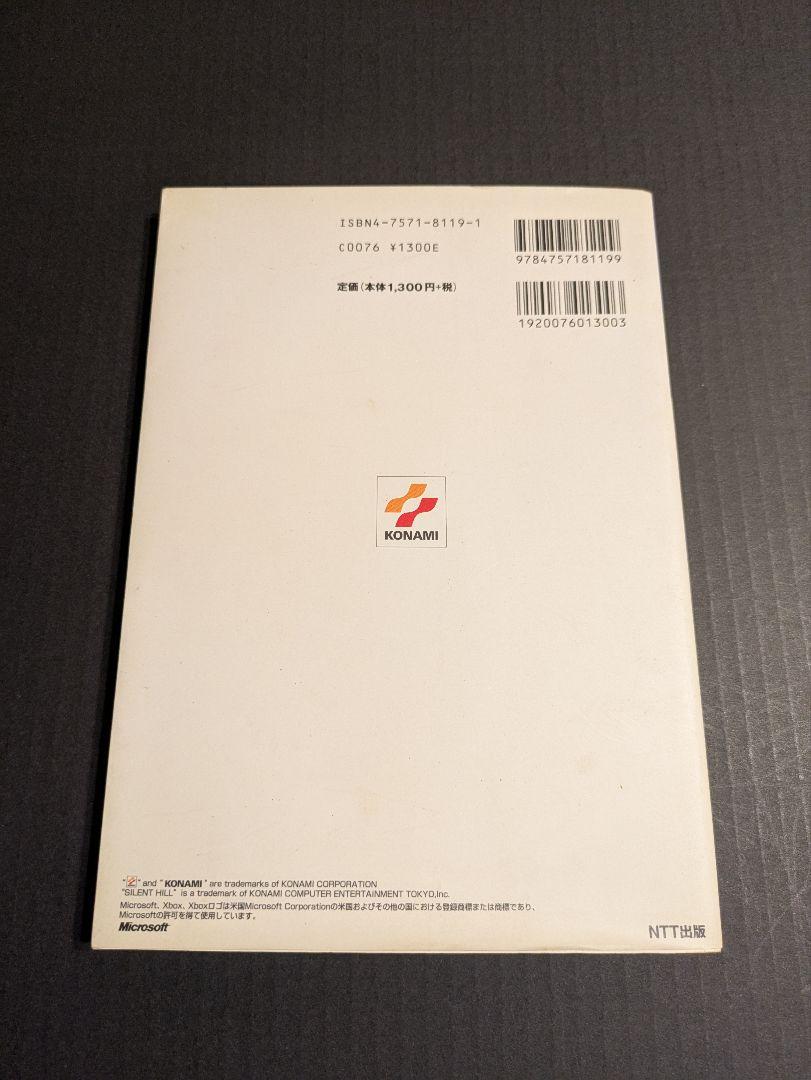 ISBN4-7571-8119-1
C0076 ¥1300E
定価(本体1,300円+税)
9784757181199
1920076013003
KONAMI
" " and "KONAMI" are trademarks of KONAMI CORPORATION
"SILENT HILL" is a trademark of KONAMI COMPUTER ENTERTAINMENT TOKYO,Inc.
Microsoft、Xbox、Xboxロゴは米国Microsoft Corporationの米国およびその他の国における登録商標または商標であり、
Microsoftの許可を得て使用しています。
Microsoft
NTT出版